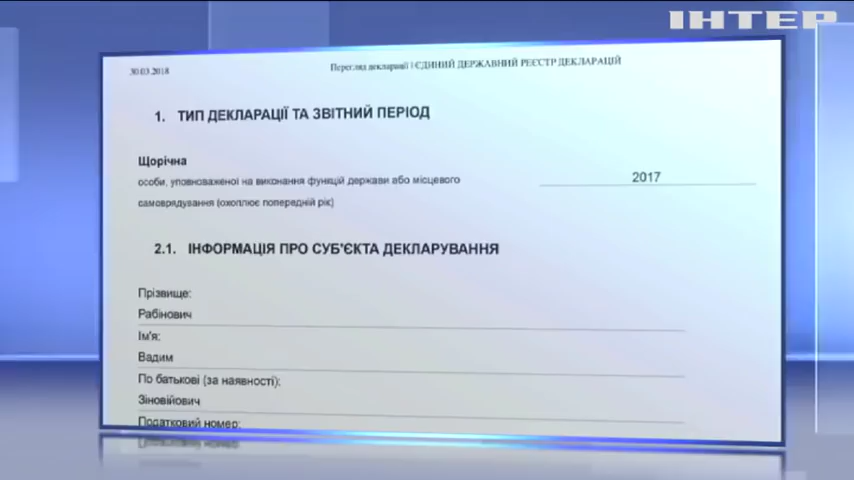 ІНТЕР
30.03.2018
Перегляд декларації | ЄДИНИЙ ДЕРЖАВНИЙ РЕЄСТР ДЕКЛАРАЦІЙ
1. ТИП ДЕКЛАРАЦІЇ ТА ЗВІТНИЙ ПЕРІОД
Щорічна
особи, уповноваженої на виконання функцій держави або місцевого
самоврядування (охоплює попередній рік)
2017
2.1. ІНФОРМАЦІЯ ПРО СУБ'ЄКТА ДЕКЛАРУВАННЯ
Прізвище:
Рабінович
Ім'я:
Вадим
По батькові (за наявності):
Зіновійович
Податковий номер: